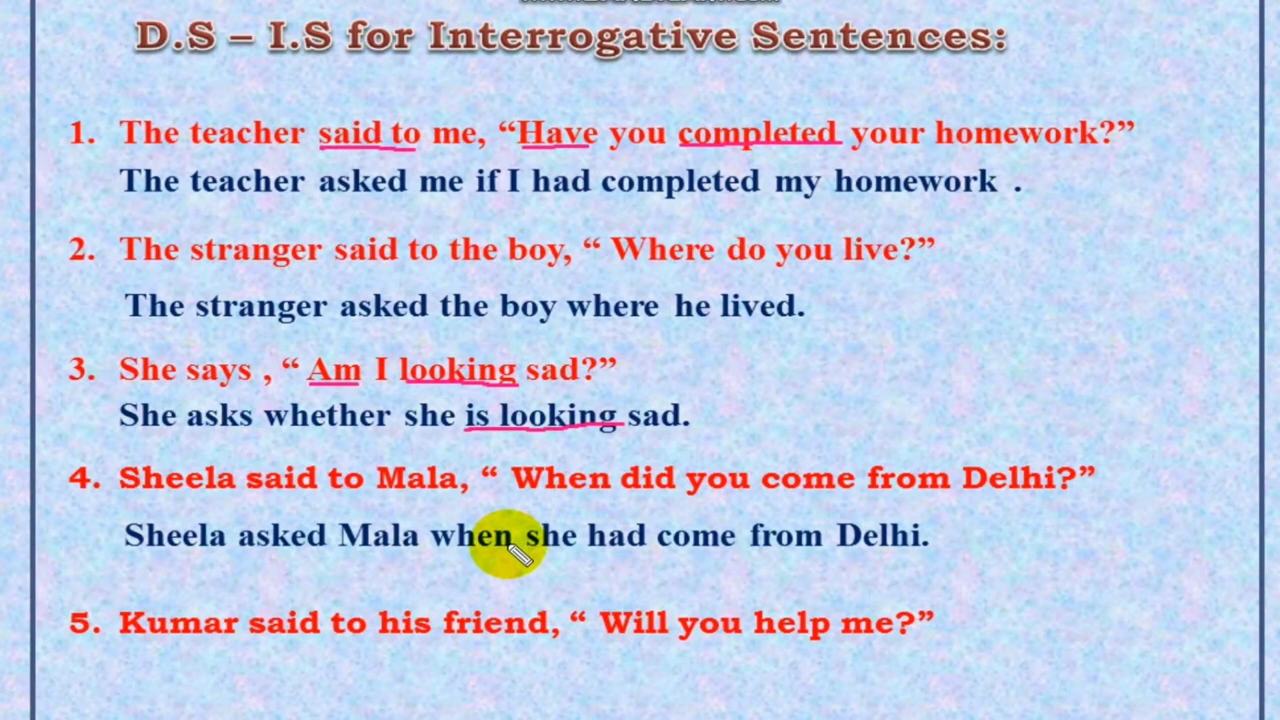 D.S – I.S for Interrogative Sentences:
1. The teacher said to me, “Have you completed your homework?”
The teacher asked me if I had completed my homework .
2. The stranger said to the boy, “ Where do you live?”
The stranger asked the boy where he lived.
3. She says , “ Am I looking sad?”
She asks whether she is looking sad.
4. Sheela said to Mala, “ When did you come from Delhi?”
Sheela asked Mala when she had come from Delhi.
5. Kumar said to his friend, “ Will you help me?”